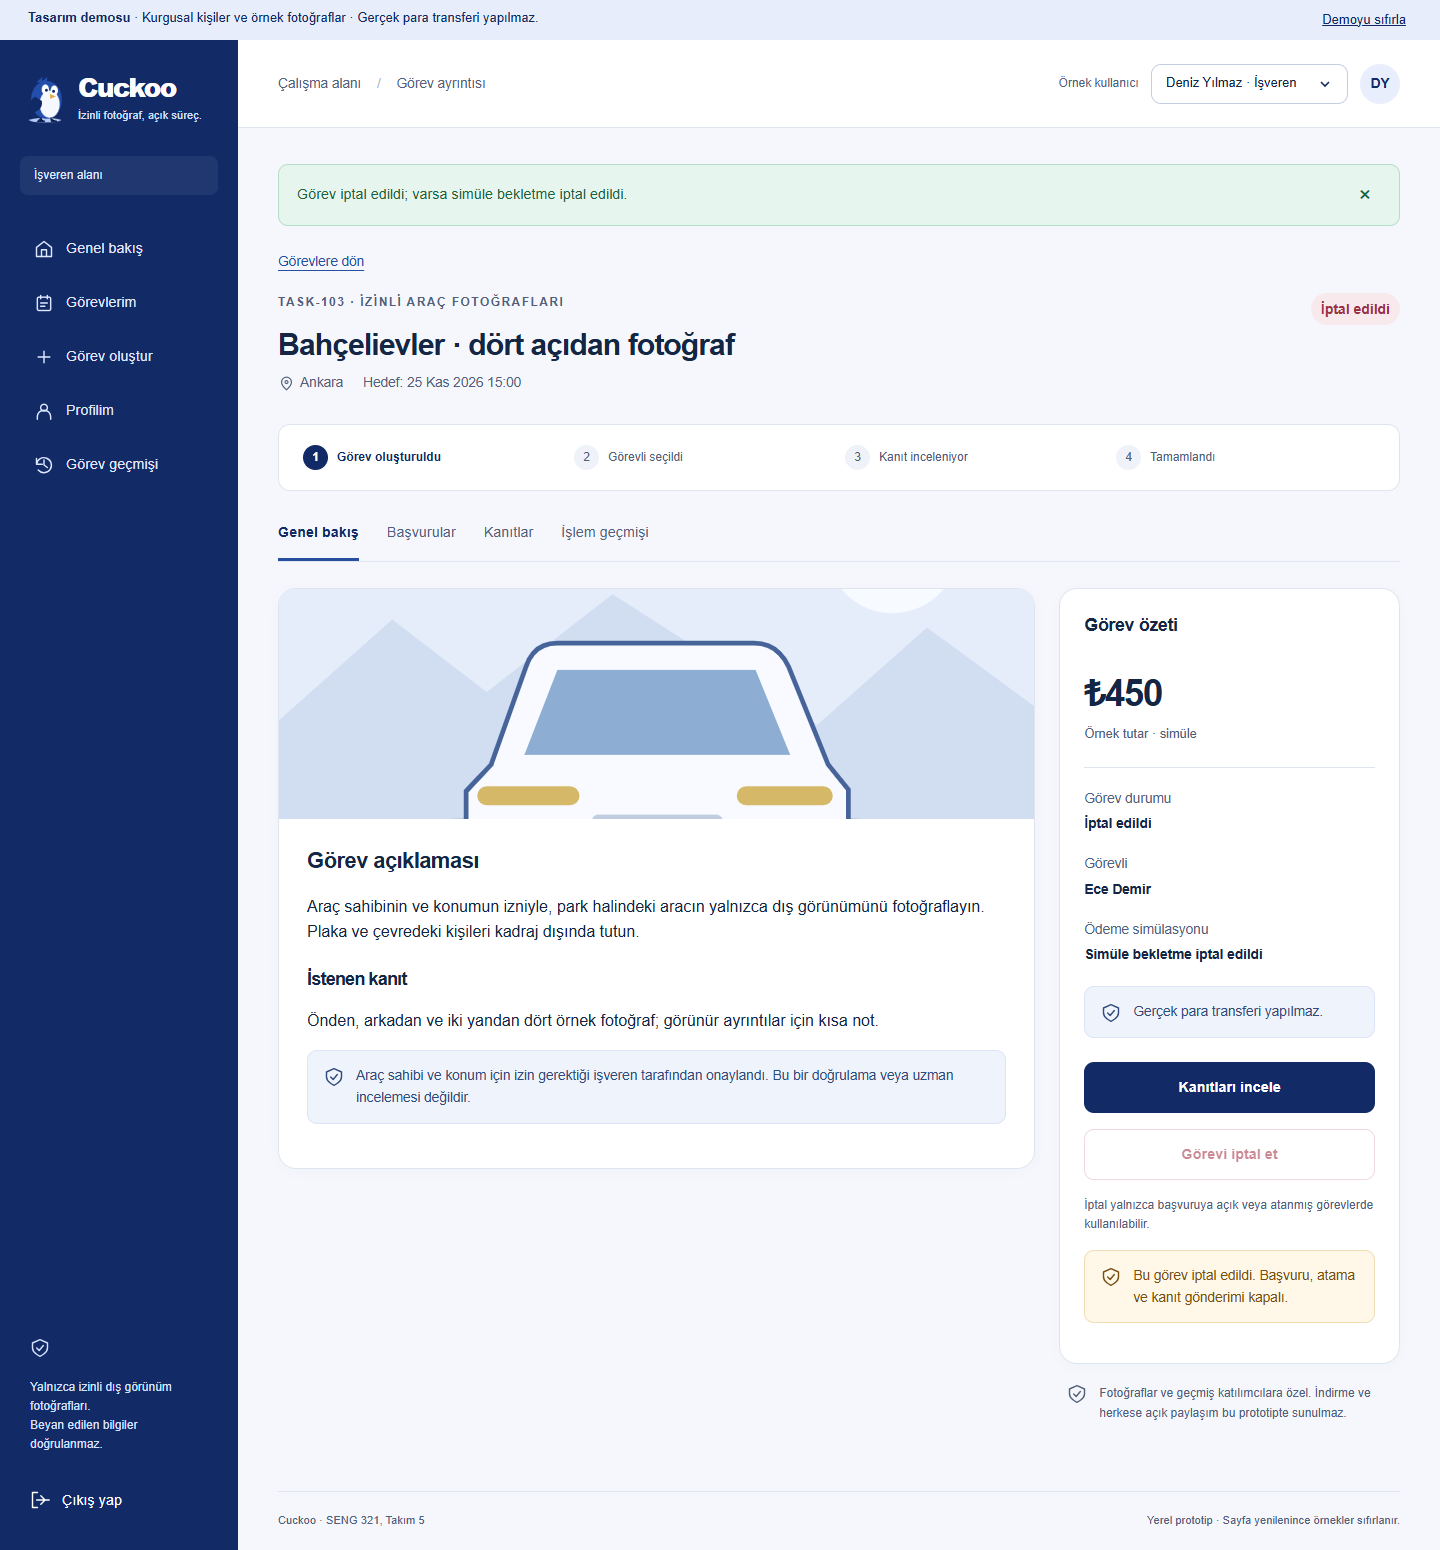 Tasarım demosu · Kurgusal kişiler ve örnek fotoğraflar · Gerçek para transferi yapılmaz.
Demoyu sıfırla
Cuckoo
İzinli fotoğraf, açık süreç.
İşveren alanı
Genel bakış
Görevlerim
Görev oluştur
Profilim
Görev geçmişi
Yalnızca izinli dış görünüm
fotoğrafları.
Beyan edilen bilgiler
doğrulanmaz.
Çıkış yap
Çalışma alanı / Görev ayrıntısı
Örnek kullanıcı
Deniz Yılmaz · İşveren
DY
Görev iptal edildi; varsa simüle bekletme iptal edildi.
Görevlere dön
TASK-103 · İZİNLİ ARAÇ FOTOĞRAFLARI
İptal edildi
Bahçelievler · dört açıdan fotoğraf
Ankara Hedef: 25 Kas 2026 15:00
1 Görev oluşturuldu
2 Görevli seçildi
3 Kanıt inceleniyor
4 Tamamlandı
Genel bakış Başvurular Kanıtlar İşlem geçmişi
Görev açıklaması
Araç sahibinin ve konumun izniyle, park halindeki aracın yalnızca dış görünümünü fotoğraflayın.
Plaka ve çevredeki kişileri kadraj dışında tutun.
İstenen kanıt
Önden, arkadan ve iki yandan dört örnek fotoğraf; görünür ayrıntılar için kısa not.
Araç sahibi ve konum için izin gerektiği işveren tarafından onaylandı. Bu bir doğrulama veya uzman
incelemesi değildir.
Görev özeti
₺450
Örnek tutar · simüle
Görev durumu
İptal edildi
Görevli
Ece Demir
Ödeme simülasyonu
Simüle bekletme iptal edildi
Gerçek para transferi yapılmaz.
Kanıtları incele
Görevi iptal et
İptal yalnızca başvuruya açık veya atanmış görevlerde
kullanılabilir.
Bu görev iptal edildi. Başvuru, atama
ve kanıt gönderimi kapalı.
Fotoğraflar ve geçmiş katılımcılara özel. İndirme ve
herkese açık paylaşım bu prototipte sunulmaz.
Cuckoo · SENG 321, Takım 5
Yerel prototip · Sayfa yenilenince örnekler sıfırlanır.